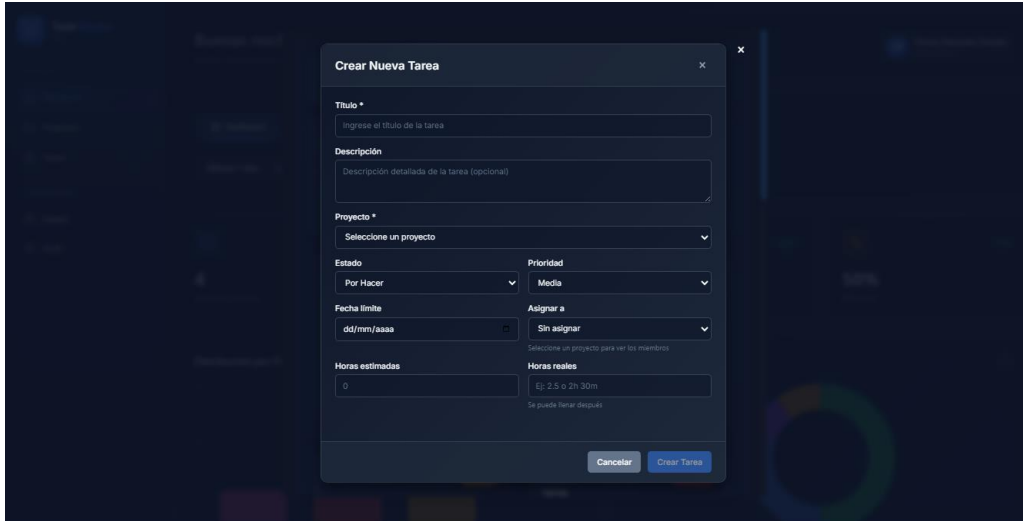 Crear Nueva Tarea
×
×
Título *
Ingrese el título de la tarea
Descripción
Descripción detallada de la tarea (opcional)
Proyecto *
Seleccione un proyecto
Estado
Prioridad
Por Hacer
Media
Fecha límite
Asignar a
dd/mm/aaaa
Sin asignar
Seleccione un proyecto para ver los miembros
Horas estimadas
Horas reales
0
Ej: 2.5 o 2h 30m
Se puede llenar después
Cancelar
Crear Tarea
50%